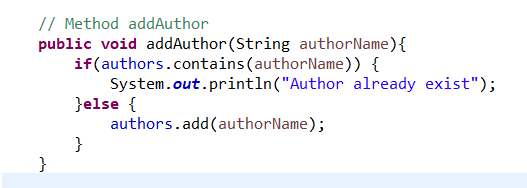 // Method addAuthor
public void addAuthor(String authorName){
if(authors.contains(authorName)) {
System.out.println("Author already exist");
}else {
authors.add(authorName);
}
}